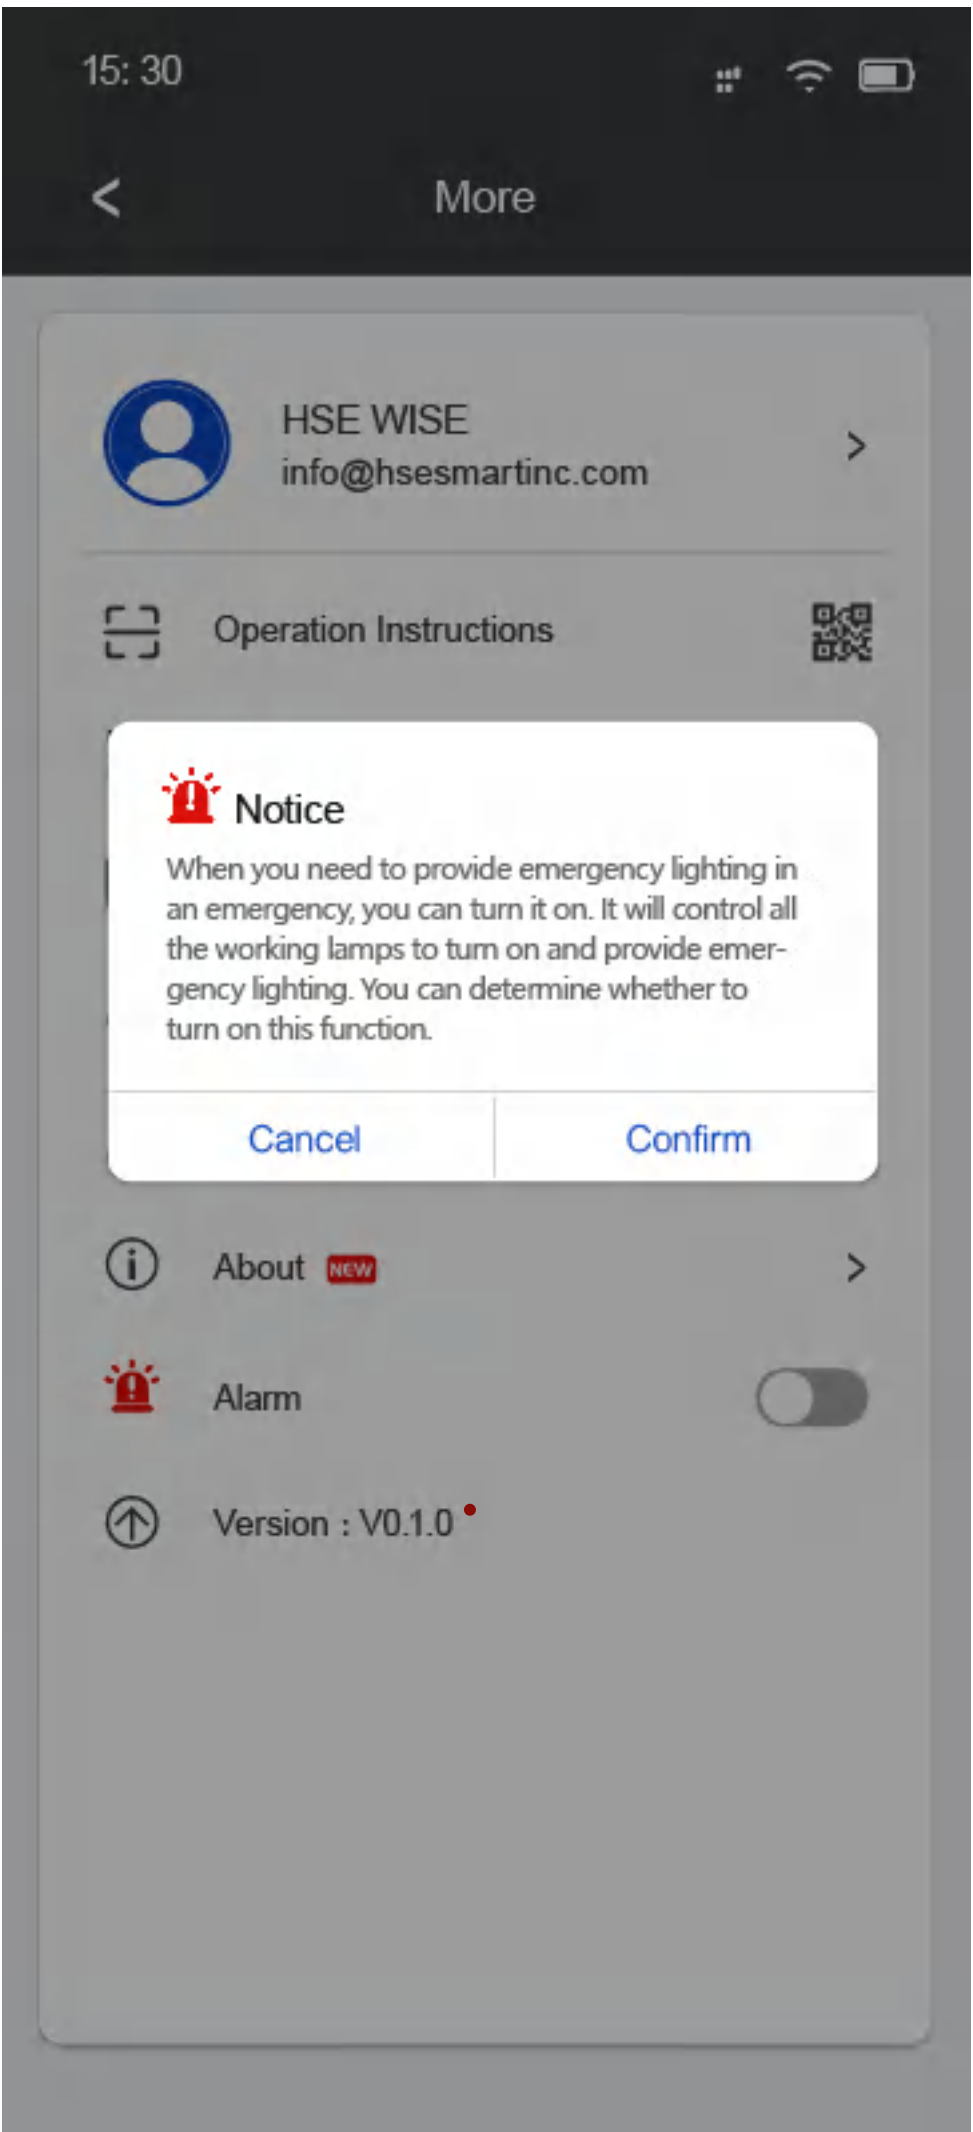 15: 30
More
HSE WISE
info@hsesmartinc.com
Operation Instructions
Notice
When you need to provide emergency lighting in
an emergency, you can turn it on. It will control all
the working lamps to turn on and provide emer-
gency lighting. You can determine whether to
turn on this function.
Cancel
Confirm
About NEW
Alarm
Version : V0.1.0